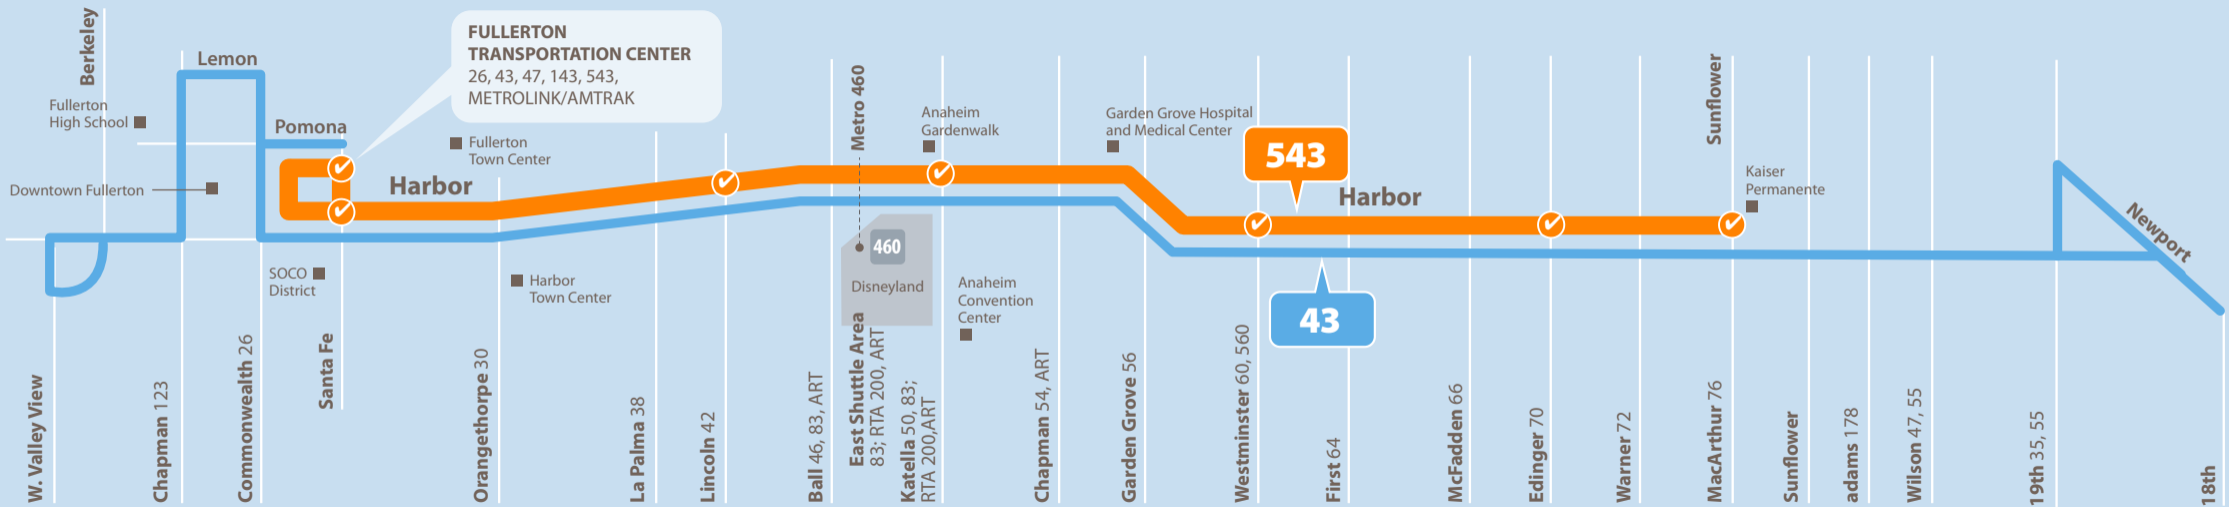 Berkeley
Lemon
FULLERTON
TRANSPORTATION CENTER
26, 43, 47, 143, 543,
METROLINK/AMTRAK
Fullerton
High School
Pomona
Downtown Fullerton
Harbor
Fullerton
Town Center
SOCO
District
Harbor
Town Center
Metro 460
460
Disneyland
Anaheim
Gardenwalk
Anaheim
Convention
Center
Garden Grove Hospital
and Medical Center
543
Harbor
43
Sunflower
Kaiser
Permanente
Newport
W. Valley View
Chapman 123
Commonwealth 26
Santa Fe
Orangethorpe 30
La Palma 38
Lincoln 42
Ball 46, 83, ART
East Shuttle Area
83; RTA 200, ART
Katella 50, 83;
RTA 200,ART
Chapman 54, ART
Garden Grove 56
Westminster 60, 560
First 64
McFadden 66
Edinger 70
Warner 72
MacArthur 76
Sunflower
adams 178
Wilson 47, 55
19th 35, 55
18th